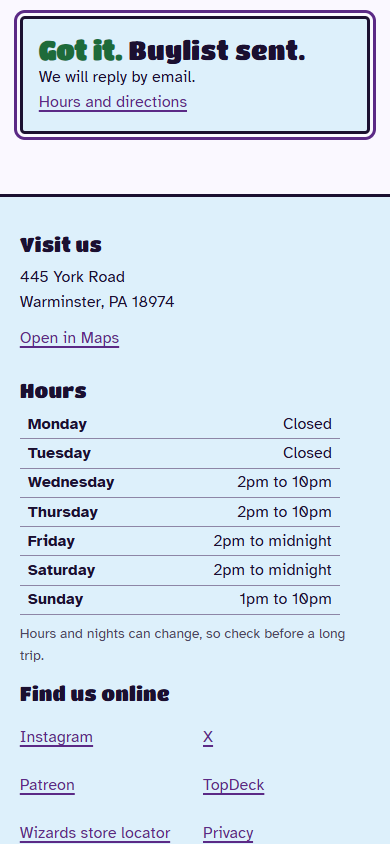 Got it. Buylist sent.
We will reply by email.
Hours and directions
Visit us
445 York Road
Warminster, PA 18974
Open in Maps
Hours
Monday Closed
Tuesday Closed
Wednesday 2pm to 10pm
Thursday 2pm to 10pm
Friday 2pm to midnight
Saturday 2pm to midnight
Sunday 1pm to 10pm
Hours and nights can change, so check before a long
trip.
Find us online
Instagram X
Patreon TopDeck
Wizards store locator Privacy